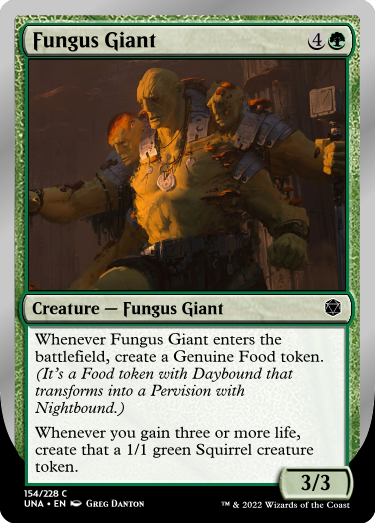 Fungus Giant 4
Creature — Fungus Giant
Whenever Fungus Giant enters the
battlefield, create a Genuine Food token.
(It's a Food token with Daybound that
transforms into a Pervision with
Nightbound.)
Whenever you gain three or more life,
create that a 1/1 green Squirrel creature
token.
3/3
154/228 C
UNA • EN Greg Danton
™ & © 2022 Wizards of the Coast